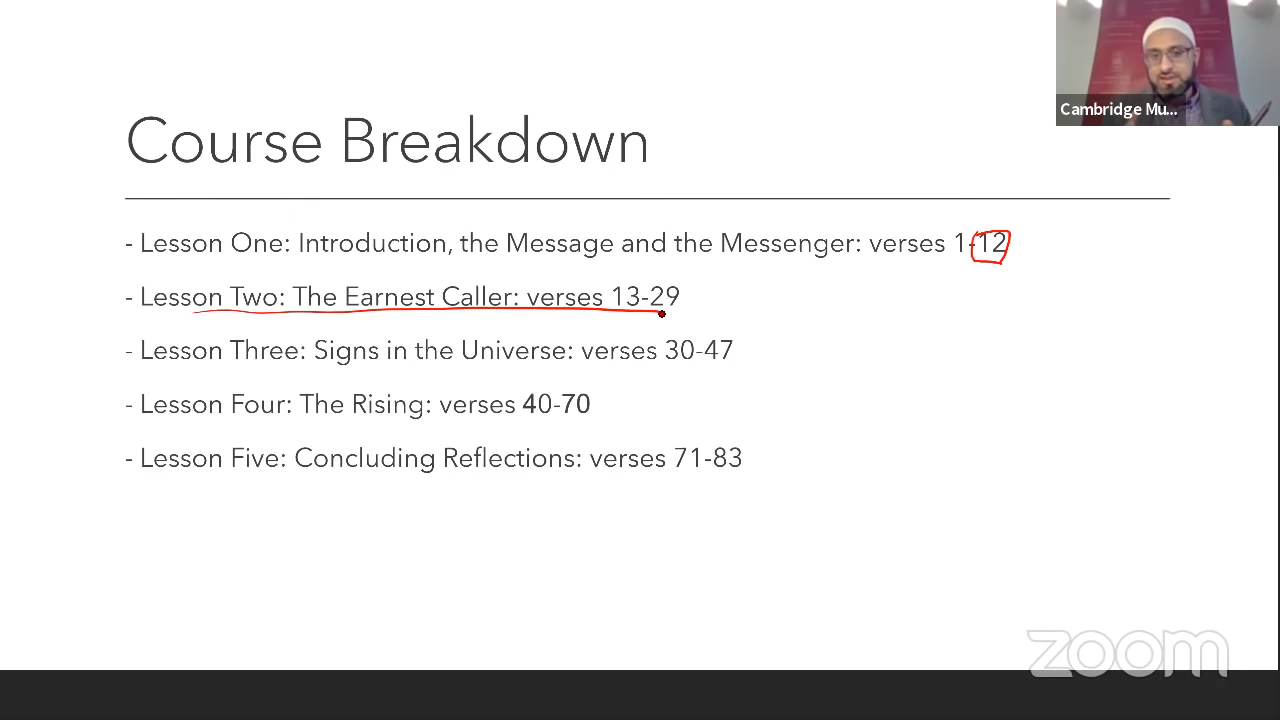 Cambridge Mu...
Course Breakdown
- Lesson One: Introduction, the Message and the Messenger: verses 1-12
- Lesson Two: The Earnest Caller: verses 13-29
- Lesson Three: Signs in the Universe: verses 30-47
- Lesson Four: The Rising: verses 40-70
- Lesson Five: Concluding Reflections: verses 71-83
zoom